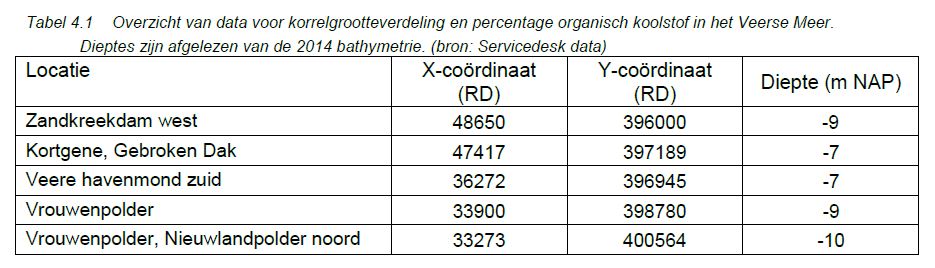 Tabel 4.1 Overzicht van data voor korrelgrootteverdeling en percentage organisch koolstof in het Veerse Meer.
Dieptes zijn afgelezen van de 2014 bathymetrie. (bron: Servicedesk data)
Locatie X-coördinaat (RD) Y-coördinaat (RD) Diepte (m NAP)
Zandkreekdam west 48650 396000 -9
Kortgene, Gebroken Dak 47417 397189 -7
Veere havenmond zuid 36272 396945 -7
Vrouwenpolder 33900 398780 -9
Vrouwenpolder, Nieuwlandpolder noord 33273 400564 -10